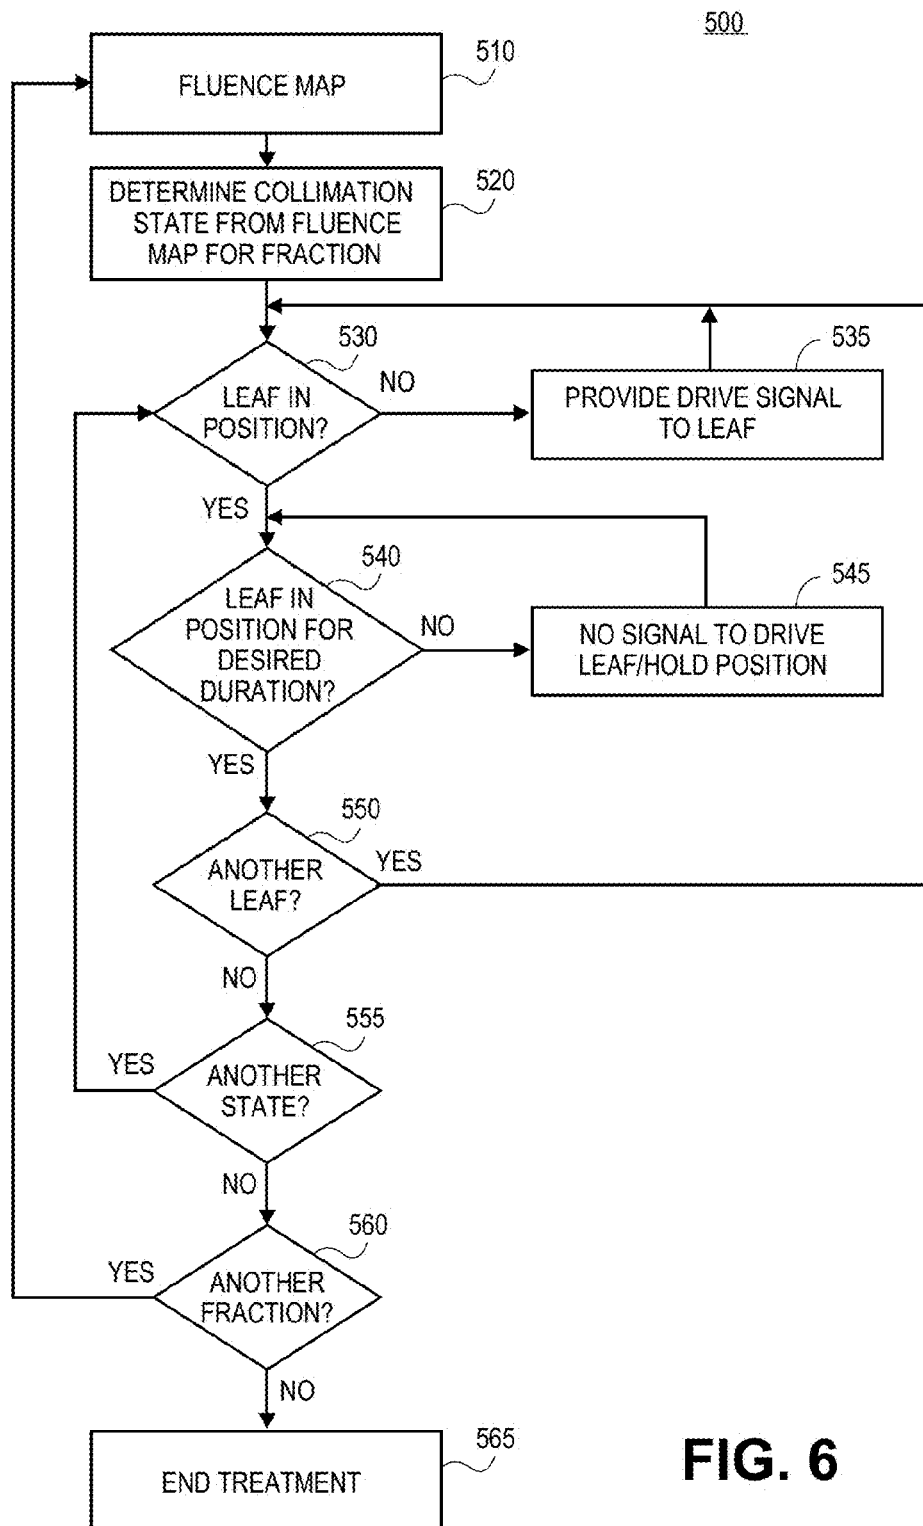 500
FLUENCE MAP
510
DETERMINE COLLIMATION
STATE FROM FLUENCE
MAP FOR FRACTION
520
530
LEAF IN
POSITION?
NO
535
PROVIDE DRIVE SIGNAL
TO LEAF
YES
540
LEAF IN
POSITION FOR
DESIRED
DURATION?
NO
545
NO SIGNAL TO DRIVE
LEAF/HOLD POSITION
YES
550
ANOTHER
LEAF?
YES
NO
555
YES
ANOTHER
STATE?
NO
560
YES
ANOTHER
FRACTION?
NO
565
END TREATMENT
FIG. 6